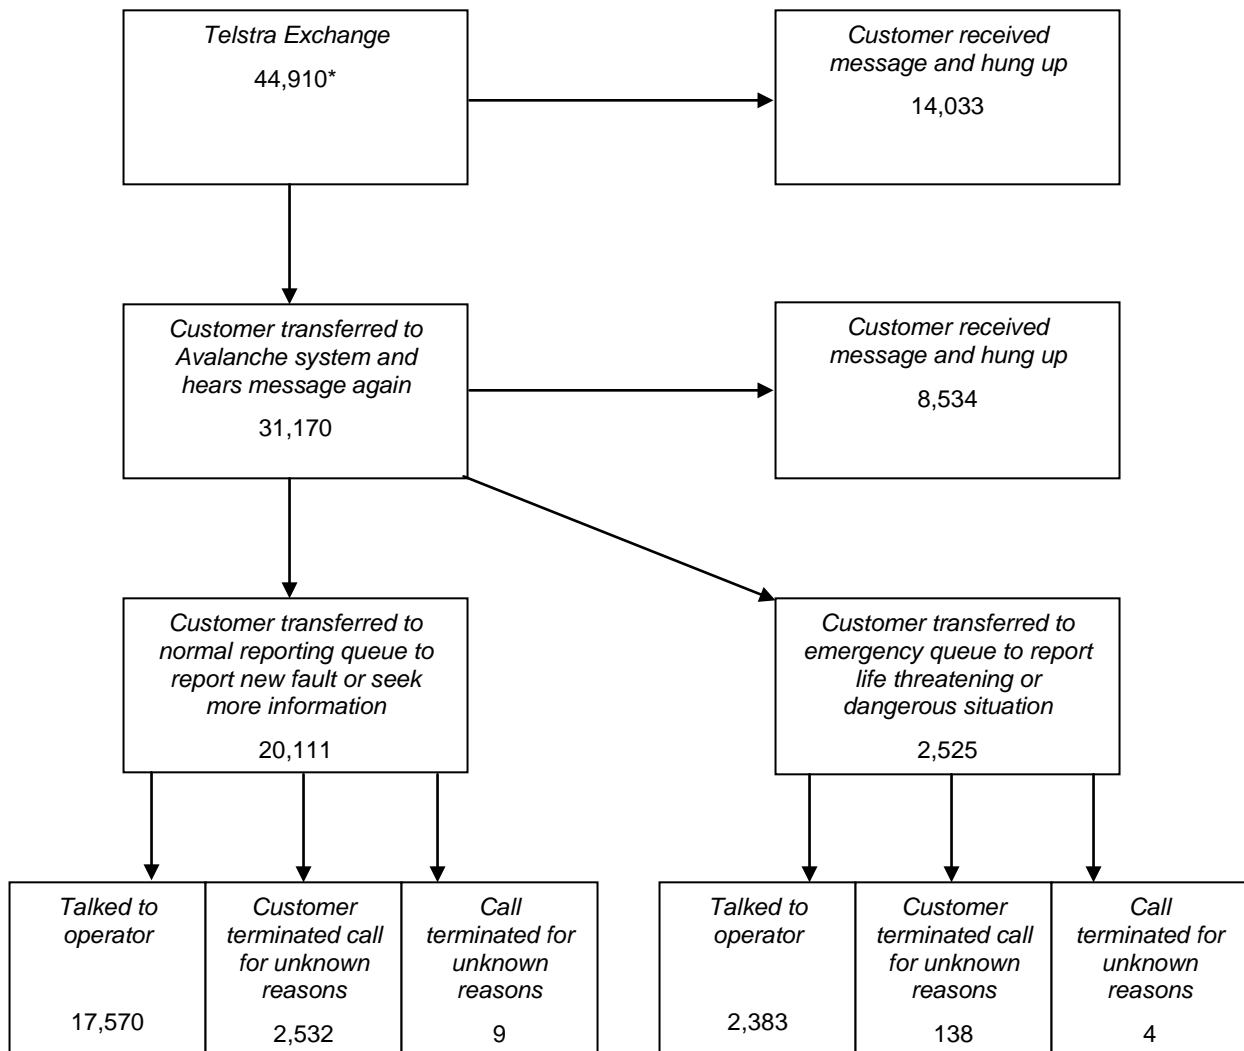 Telstra Exchange
44,910*
Customer received
message and hung up
14,033
Customer transferred to
Avalanche system and
hears message again
31,170
Customer received
message and hung up
8,534
Customer transferred to
normal reporting queue to
report new fault or seek
more information
20,111
Customer transferred to
emergency queue to report
life threatening or
dangerous situation
2,525
Talked to
operator
17,570
Customer
terminated call
for unknown
reasons
2,532
Call
terminated for
unknown
reasons
9
Talked to
operator
2,383
Customer
terminated call
for unknown
reasons
138
Call
terminated for
unknown
reasons
4